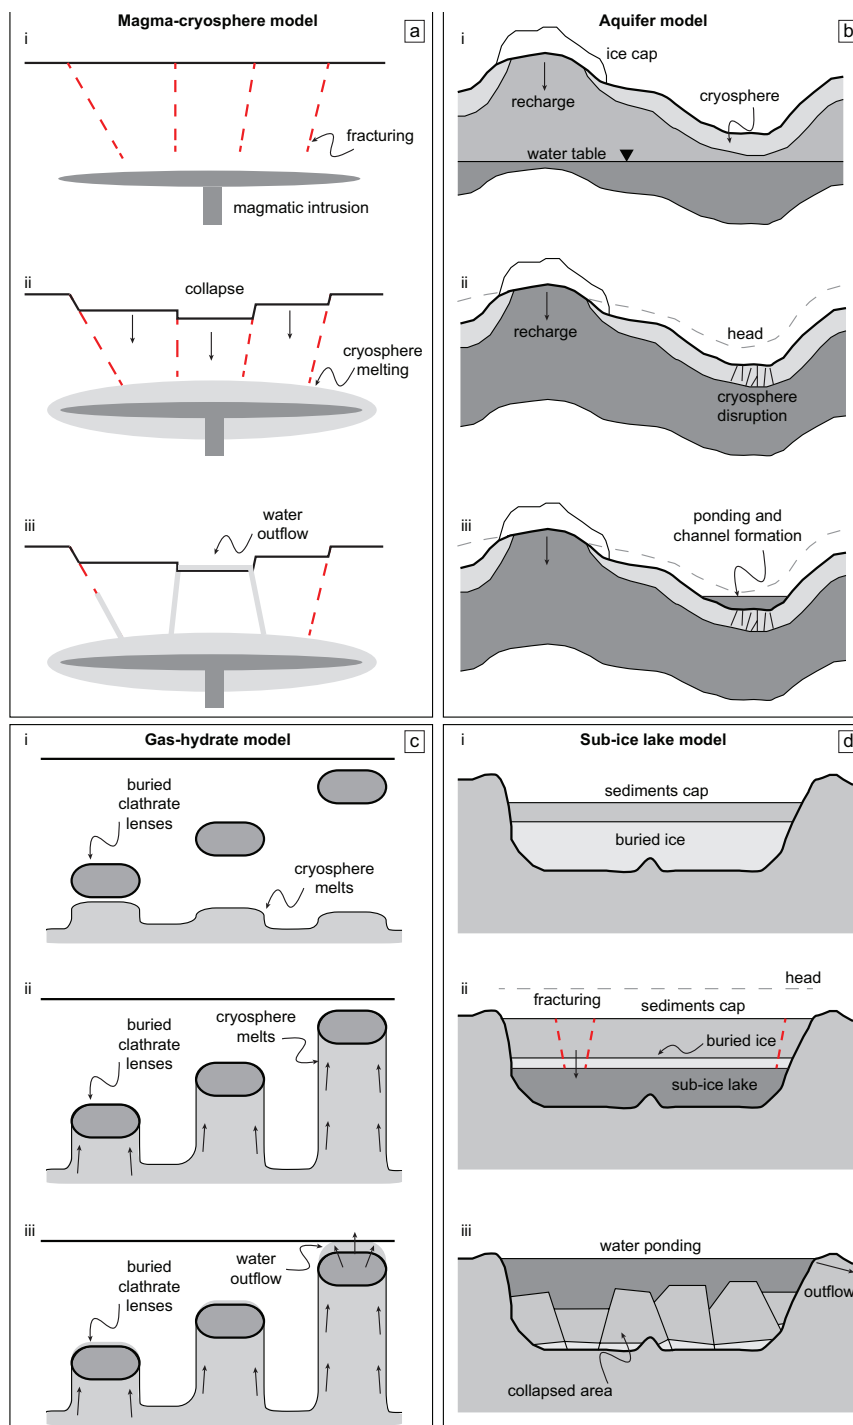 Magma-cryosphere model
a
i
fracturing
magmatic intrusion
ii
collapse
cryosphere
melting
iii
water
outflow
Aquifer model
b
i
ice cap
recharge
cryosphere
water table
ii
recharge
head
cryosphere
disruption
iii
ponding and
channel formation
Gas-hydrate model
c
i
buried
clathrate
lenses
cryosphere
melts
ii
buried
clathrate
lenses
cryosphere
melts
iii
buried
clathrate
lenses
water
outflow
Sub-ice lake model
d
i
sediments cap
buried ice
ii
head
fracturing
sediments cap
buried ice
sub-ice lake
iii
water ponding
outflow
collapsed area